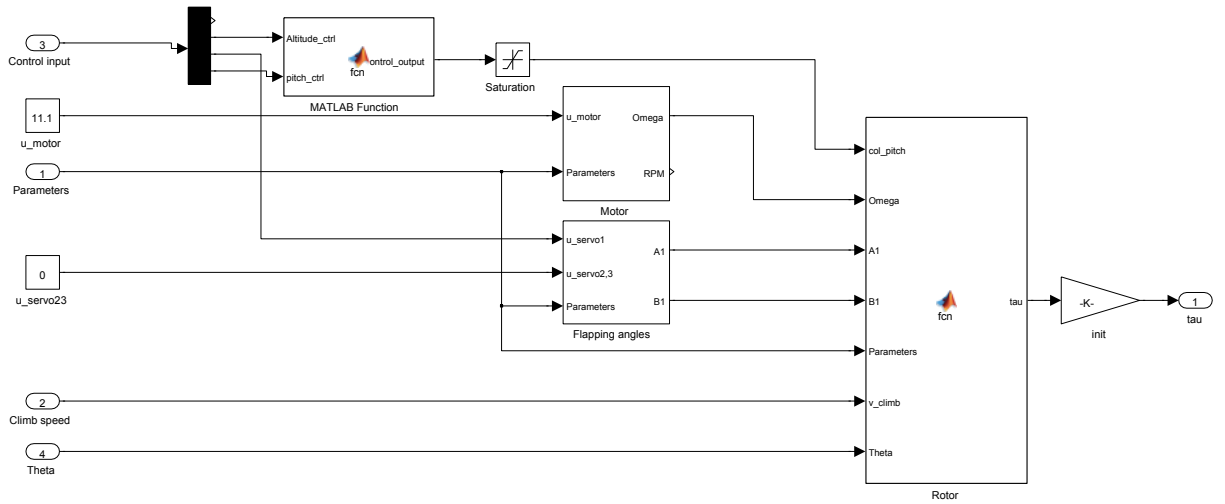 3
Control input
Altitude_ctrl
pitch_ctrl
fcn
ontrol_output
MATLAB Function
Saturation
11.1
u_motor
1
Parameters
u_motor
Parameters
Omega
RPM
Motor
0
u_servo23
u_servo1
u_servo2,3
Parameters
A1
B1
Flapping angles
2
Climb speed
4
Theta
col_pitch
Omega
A1
B1
Parameters
v_climb
Theta
fcn
tau
Rotor
-K-
init
1
tau